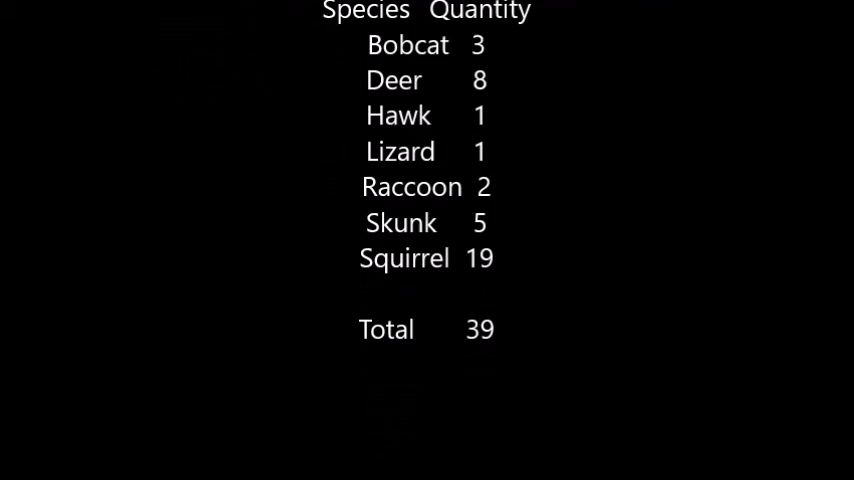 Species Quantity
Bobcat 3
Deer 8
Hawk 1
Lizard 1
Raccoon 2
Skunk 5
Squirrel 19
Total 39